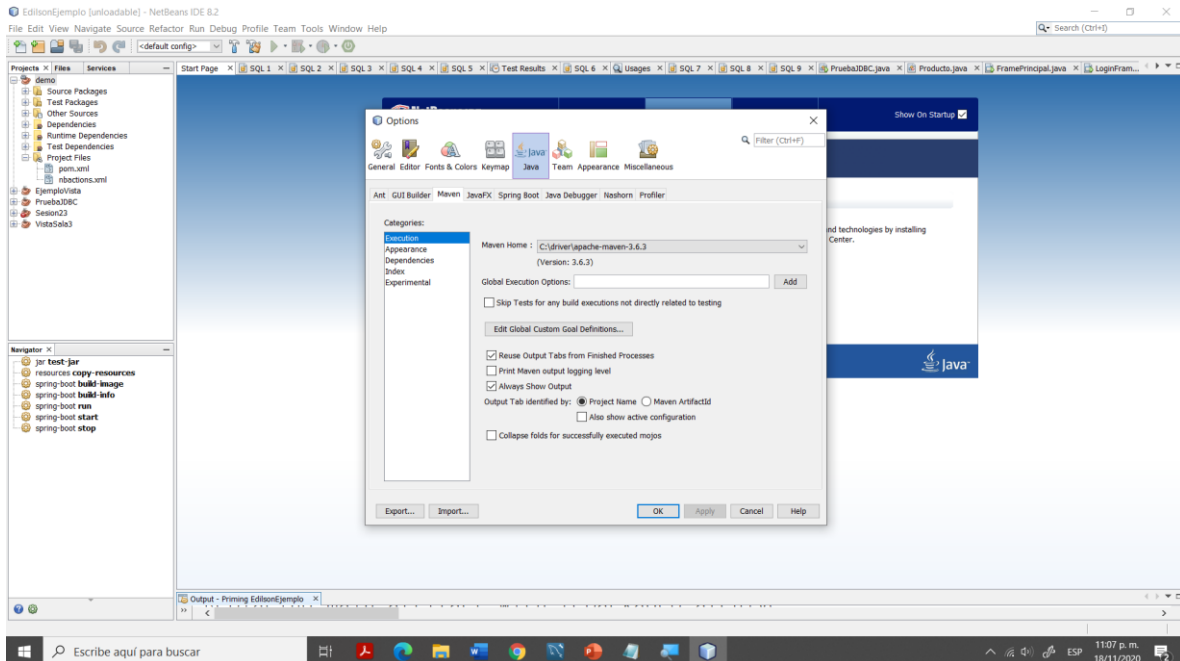 EdilsonEjemplo [unloadable] - NetBeans IDE 8.2
File Edit View Navigate Source Refactor Run Debug Profile Team Tools Window Help
Search (Ctrl+I)
<default config>
Projects Files Services
Start Page SQL 1 SQL 2 SQL 3 SQL 4 SQL 5 Test Results SQL 6 Usages SQL 7 SQL 8 SQL 9 PruebaJDBC.java Producto.java FramePrincipal.java LoginFram...
demo
Source Packages
Test Packages
Other Sources
Dependencies
Runtime Dependencies
Test Dependencies
Project Files
pom.xml
nbactions.xml
EjemploVista
PruebaJDBC
Sesion23
VistaSala3
Navigator
jar test-jar
resources copy-resources
spring-boot build-image
spring-boot build-info
spring-boot run
spring-boot start
spring-boot stop
Show On Startup
nd technologies by installing
Center.
Java
Options
Filter (Ctrl+F)
General Editor Fonts & Colors Keymap Java Team Appearance Miscellaneous
Ant GUI Builder Maven JavaFX Spring Boot Java Debugger Nashorn Profiler
Categories:
Execution
Appearance
Dependencies
Index
Experimental
Maven Home : C:\driver\apache-maven-3.6.3
(Version: 3.6.3)
Global Execution Options: Add
Skip Tests for any build executions not directly related to testing
Edit Global Custom Goal Definitions...
Reuse Output Tabs from Finished Processes
Print Maven output logging level
Always Show Output
Output Tab identified by: Project Name Maven ArtifactId
Also show active configuration
Collapse folds for successfully executed mojos
Export... Import... OK Apply Cancel Help
Output - Priming EdilsonEjemplo
Escribe aquí para buscar
ESP
11:07 p. m.
18/11/2020